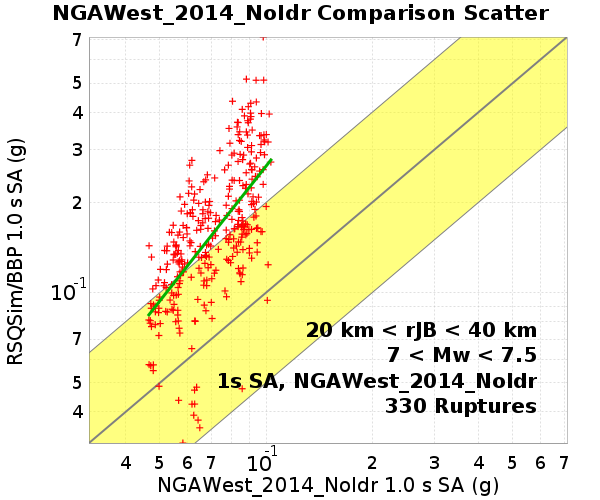 NGAWest_2014_NoIdr Comparison Scatter
7
5
4
3
2
10-1
7
5
4
RSQSim/BBP 1.0 s SA (g)
20 km < rJB < 40 km
7 < Mw < 7.5
1s SA, NGAWest_2014_NoIdr
330 Ruptures
4 5 6 7 10-1 2 3 4 5 6 7
NGAWest_2014_NoIdr 1.0 s SA (g)